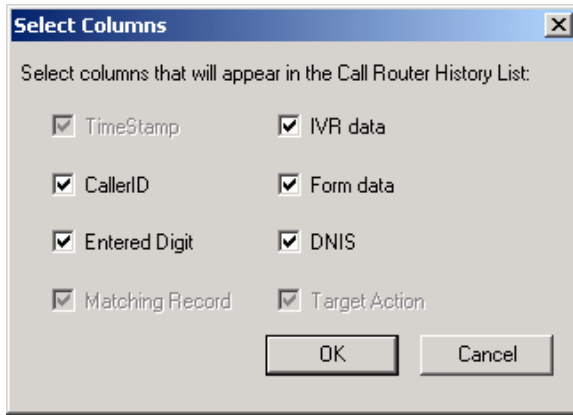 Select Columns
Select columns that will appear in the Call Router History List:
TimeStamp
IVR data
CallerID
Form data
Entered Digit
DNIS
Matching Record
Target Action
OK
Cancel